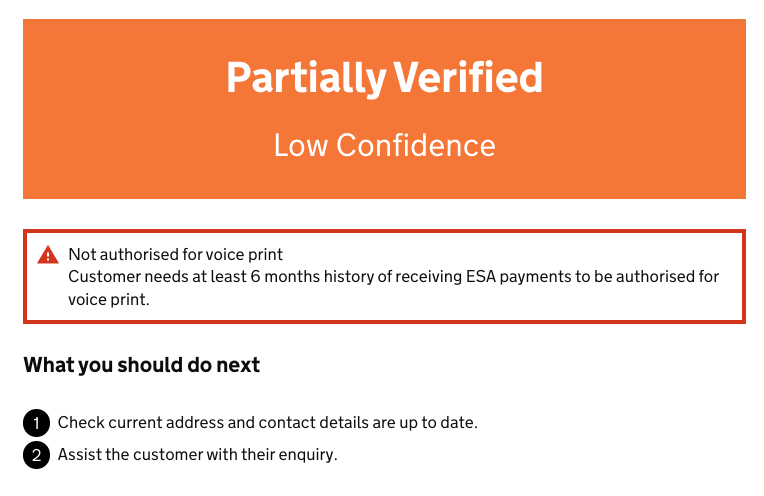 Partially Verified
Low Confidence
Not authorised for voice print
Customer needs at least 6 months history of receiving ESA payments to be authorised for
voice print.
What you should do next
1 Check current address and contact details are up to date.
2 Assist the customer with their enquiry.